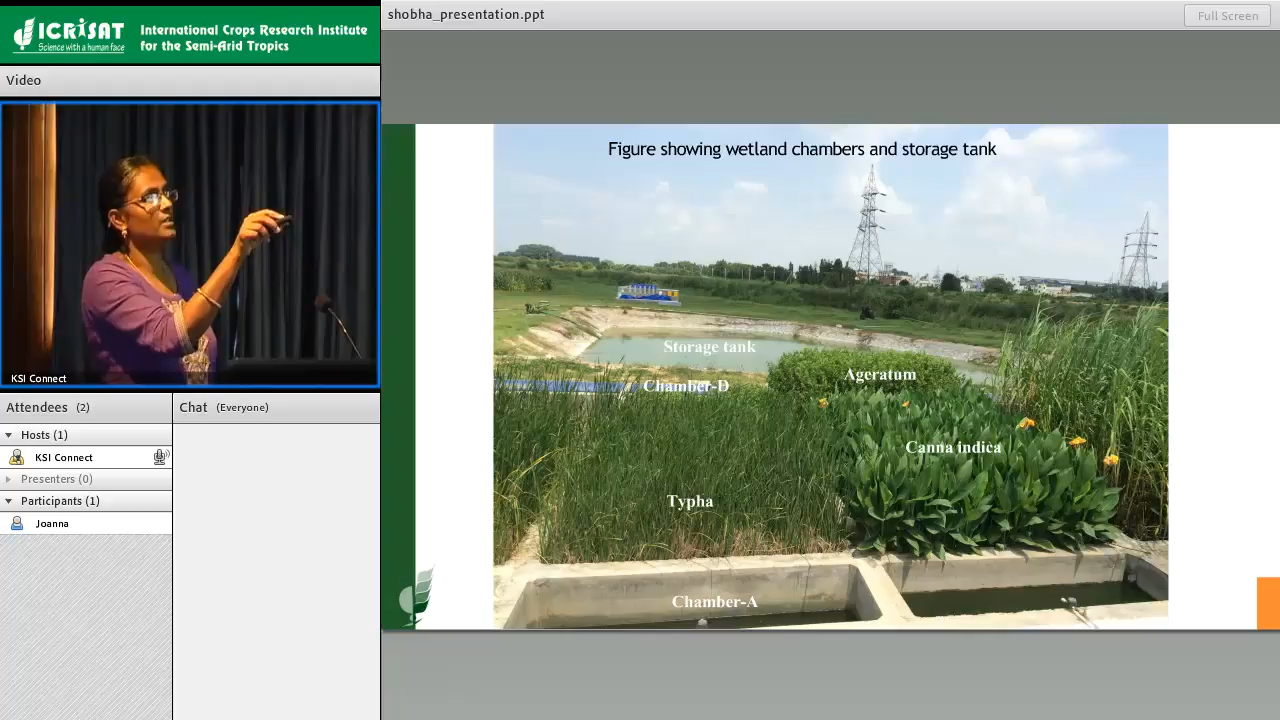 ICRISAT
Science with a human face
International Crops Research Institute
for the Semi-Arid Tropics
Video
KSI Connect
Attendees (2)
Hosts (1)
KSI Connect
Presenters (0)
Participants (1)
Joanna
Chat (Everyone)
shobha_presentation.ppt
Full Screen
Figure showing wetland chambers and storage tank
Storage tank
Chamber-D
Ageratum
Canna indica
Typha
Chamber-A